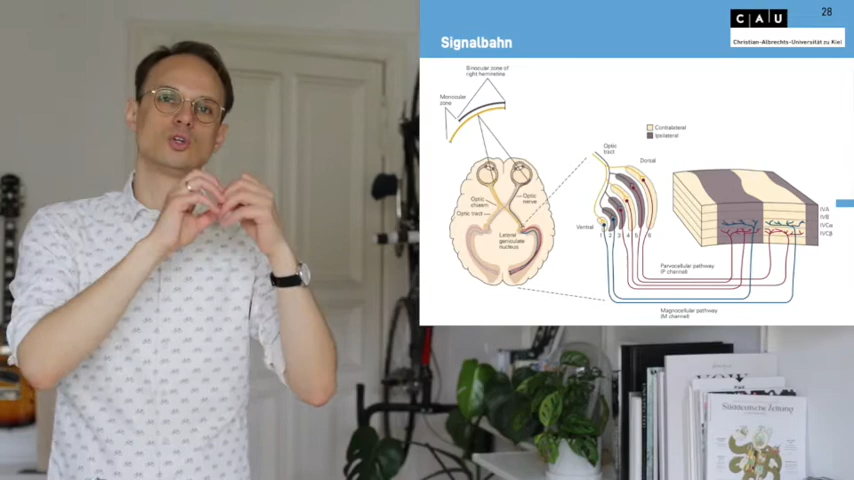 28
CAU
Christian-Albrechts-Universität zu Kiel
Signalbahn
Binocular zone of
right hemiretina
Monocular
zone
Contralateral
Ipsilateral
Optic
tract
Dorsal
Optic
chiasm
Optic
nerve
Optic tract
Lateral
geniculate
nucleus
Ventral
1 2 3 4 5 6
IVA
IVB
IVCα
IVCβ
Parvocellular pathway
(P channel)
Magnocellular pathway
(M channel)
Süddeutsche Zeitung